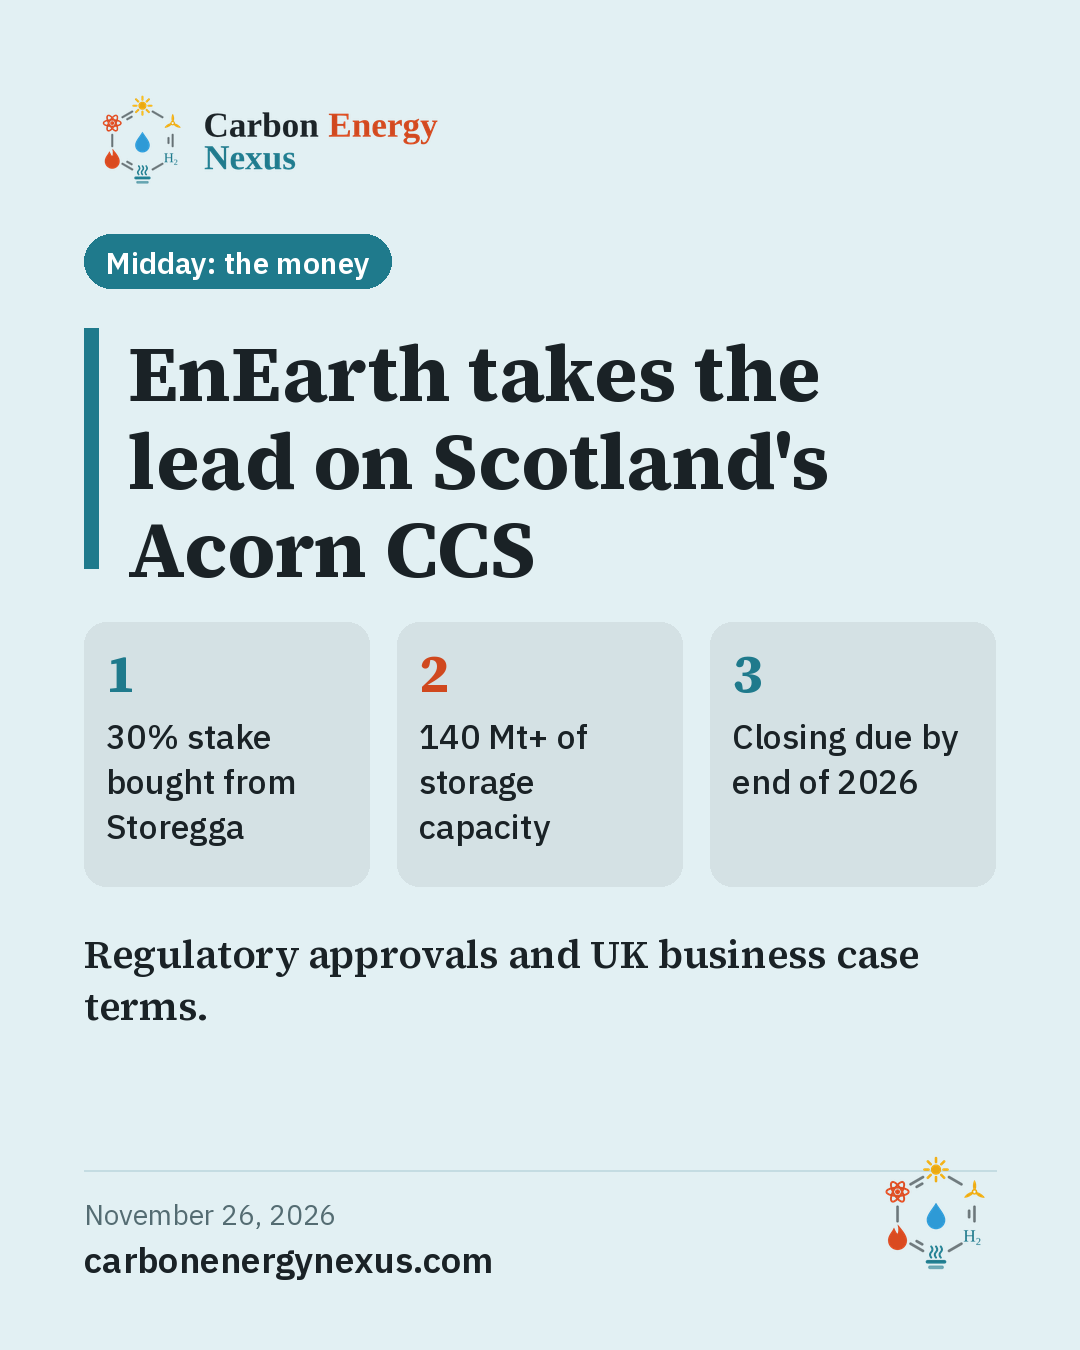 Carbon Energy
Nexus
Midday: the money
EnEarth takes the
lead on Scotland's
Acorn CCS
1
30% stake
bought from
Storegga
2
140 Mt+ of
storage
capacity
3
Closing due by
end of 2026
Regulatory approvals and UK business case
terms.
November 26, 2026
carbonenergynexus.com
H₂
H₂